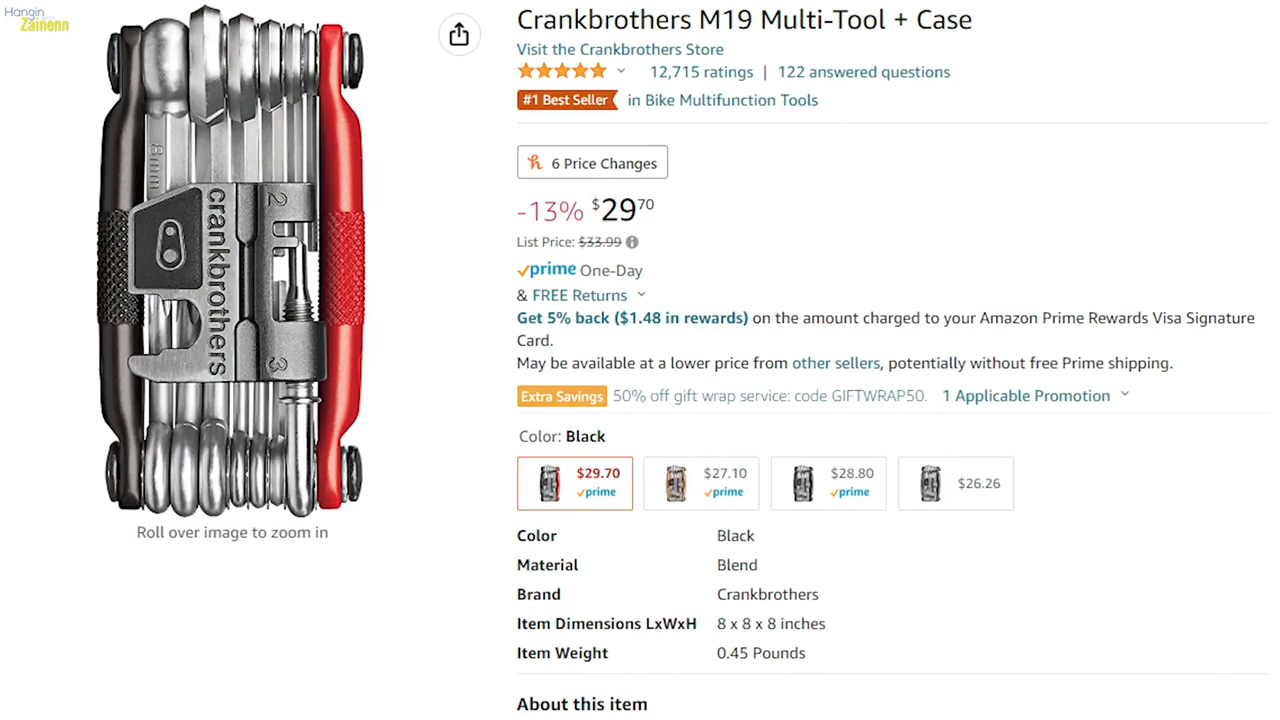 Hangin
with
Zainenn
8mm
crankbrothers
2
3
Roll over image to zoom in
Crankbrothers M19 Multi-Tool + Case
Visit the Crankbrothers Store
12,715 ratings | 122 answered questions
#1 Best Seller in Bike Multifunction Tools
h 6 Price Changes
-13% $29 70
List Price: $33.99 i
prime One-Day
& FREE Returns
Get 5% back ($1.48 in rewards) on the amount charged to your Amazon Prime Rewards Visa Signature
Card.
May be available at a lower price from other sellers, potentially without free Prime shipping.
Extra Savings 50% off gift wrap service: code GIFTWRAP50. 1 Applicable Promotion
Color: Black
$29.70 $27.10 $28.80 $26.26
prime prime prime
Color Black
Material Blend
Brand Crankbrothers
Item Dimensions LxWxH 8 x 8 x 8 inches
Item Weight 0.45 Pounds
About this item